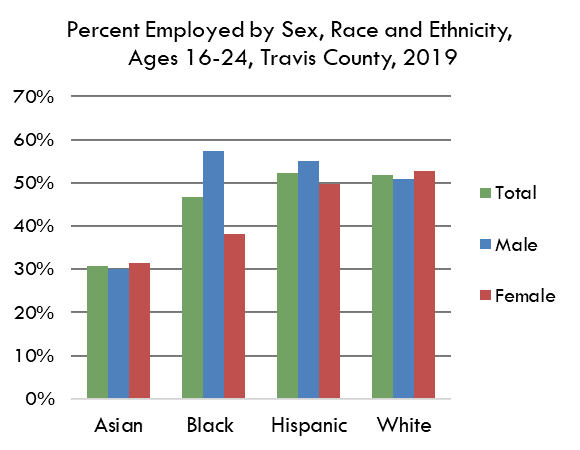 Percent Employed by Sex, Race and Ethnicity,
Ages 16-24, Travis County, 2019
70%
60%
50%
40%
30%
20%
10%
0%
Asian
Black
Hispanic
White
Total
Male
Female